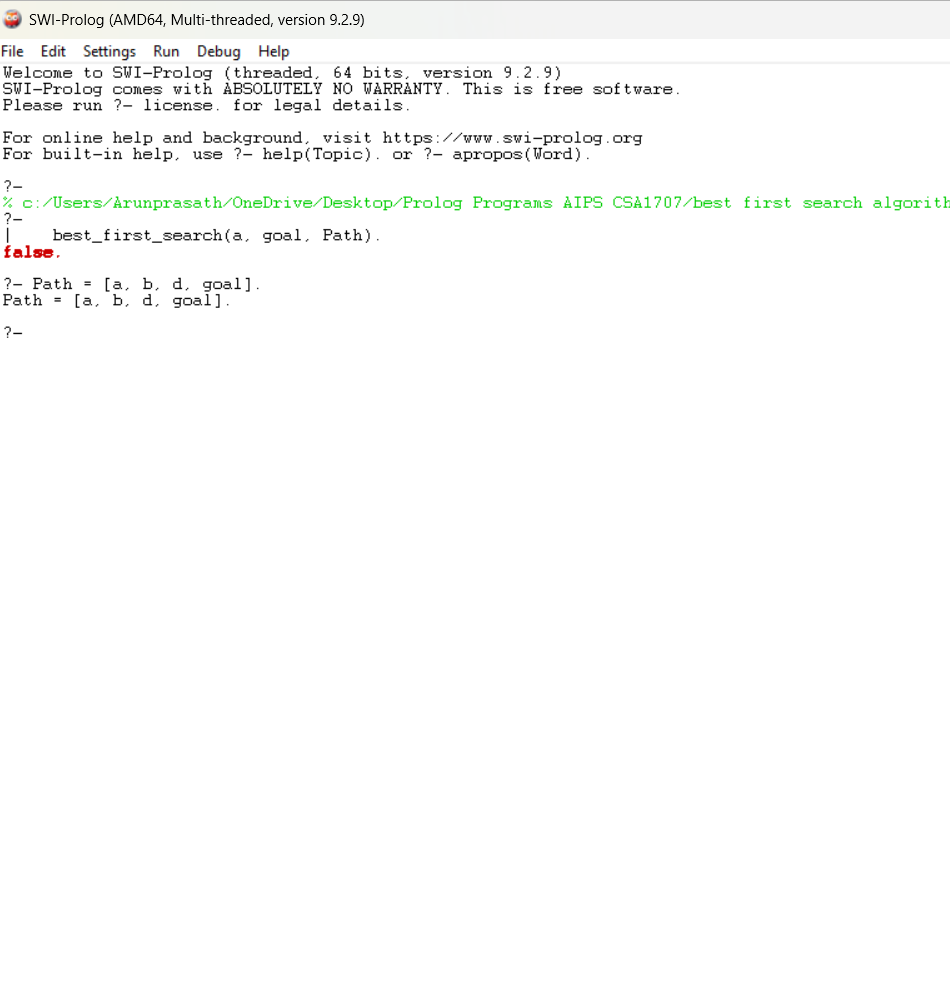 SWI-Prolog (AMD64, Multi-threaded, version 9.2.9)
File Edit Settings Run Debug Help
Welcome to SWI-Prolog (threaded, 64 bits, version 9.2.9)
SWI-Prolog comes with ABSOLUTELY NO WARRANTY. This is free software.
Please run ?- license. for legal details.
For online help and background, visit https://www.swi-prolog.org
For built-in help, use ?- help(Topic). or ?- apropos(Word).
?-
% c:/Users/Arunprasath/OneDrive/Desktop/Prolog Programs AIPS CSA1707/best first search algorith
?-
|    best_first_search(a, goal, Path).
false.
?- Path = [a, b, d, goal].
Path = [a, b, d, goal].
?-